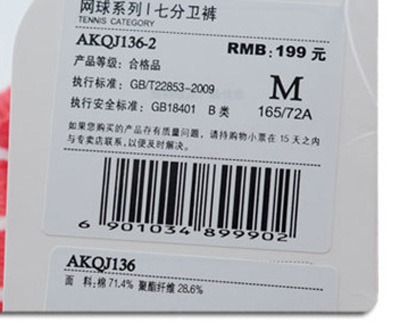 网球系列 | 七分卫裤
TENNIS CATEGORY
AKQJ136-2
RMB: 199 元
产品等级: 合格品
执行标准: GB/T22853-2009
M
执行安全标准: GB18401 B 类
165/72A
如果您购买的产品存有质量问题, 请持购物小票在 15 天之内
与专卖店联系, 以便及时解决。
6 901034 899902
AKQJ136
面 料: 棉 71.4% 聚酯纤维 28.6%